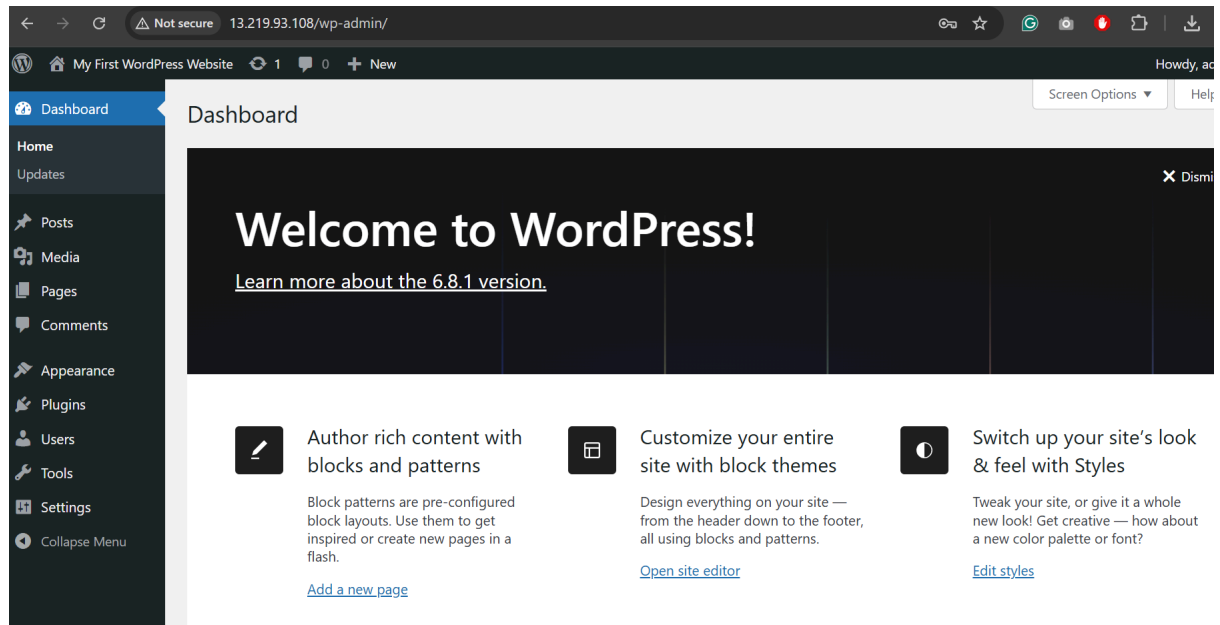 Not secure 13.219.93.108/wp-admin/
My First WordPress Website 1 0 New
Howdy,
Screen Options
Dashboard
Home
Updates
Posts
Media
Pages
Comments
Appearance
Plugins
Users
Tools
Settings
Collapse Menu
Dashboard
Welcome to WordPress!
Learn more about the 6.8.1 version.
Author rich content with
blocks and patterns
Block patterns are pre-configured
block layouts. Use them to get
inspired or create new pages in a
flash.
Add a new page
Customize your entire
site with block themes
Design everything on your site —
from the header down to the footer,
all using blocks and patterns.
Open site editor
Switch up your site's look
& feel with Styles
Tweak your site, or give it a whole
new look! Get creative — how about
a new color palette or font?
Edit styles